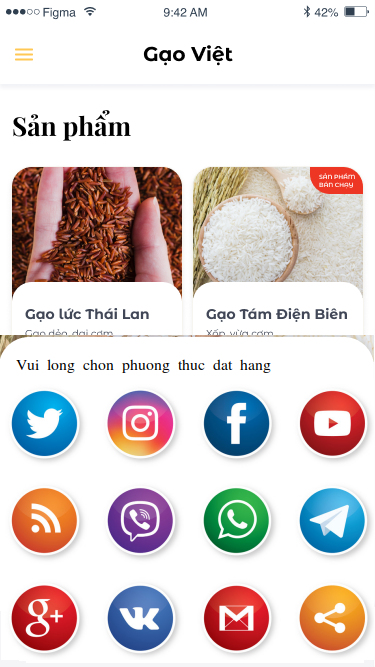 Figma 9:42 AM 42%
Gạo Việt
Sản phẩm
SẢN PHẨM
BÁN CHẠY
Gạo lức Thái Lan
Gạo Tám Điện Biên
Gạo dẻo, dai cơm
Xốp, vừa cơm
Vui long chon phuong thuc dat hang
g+